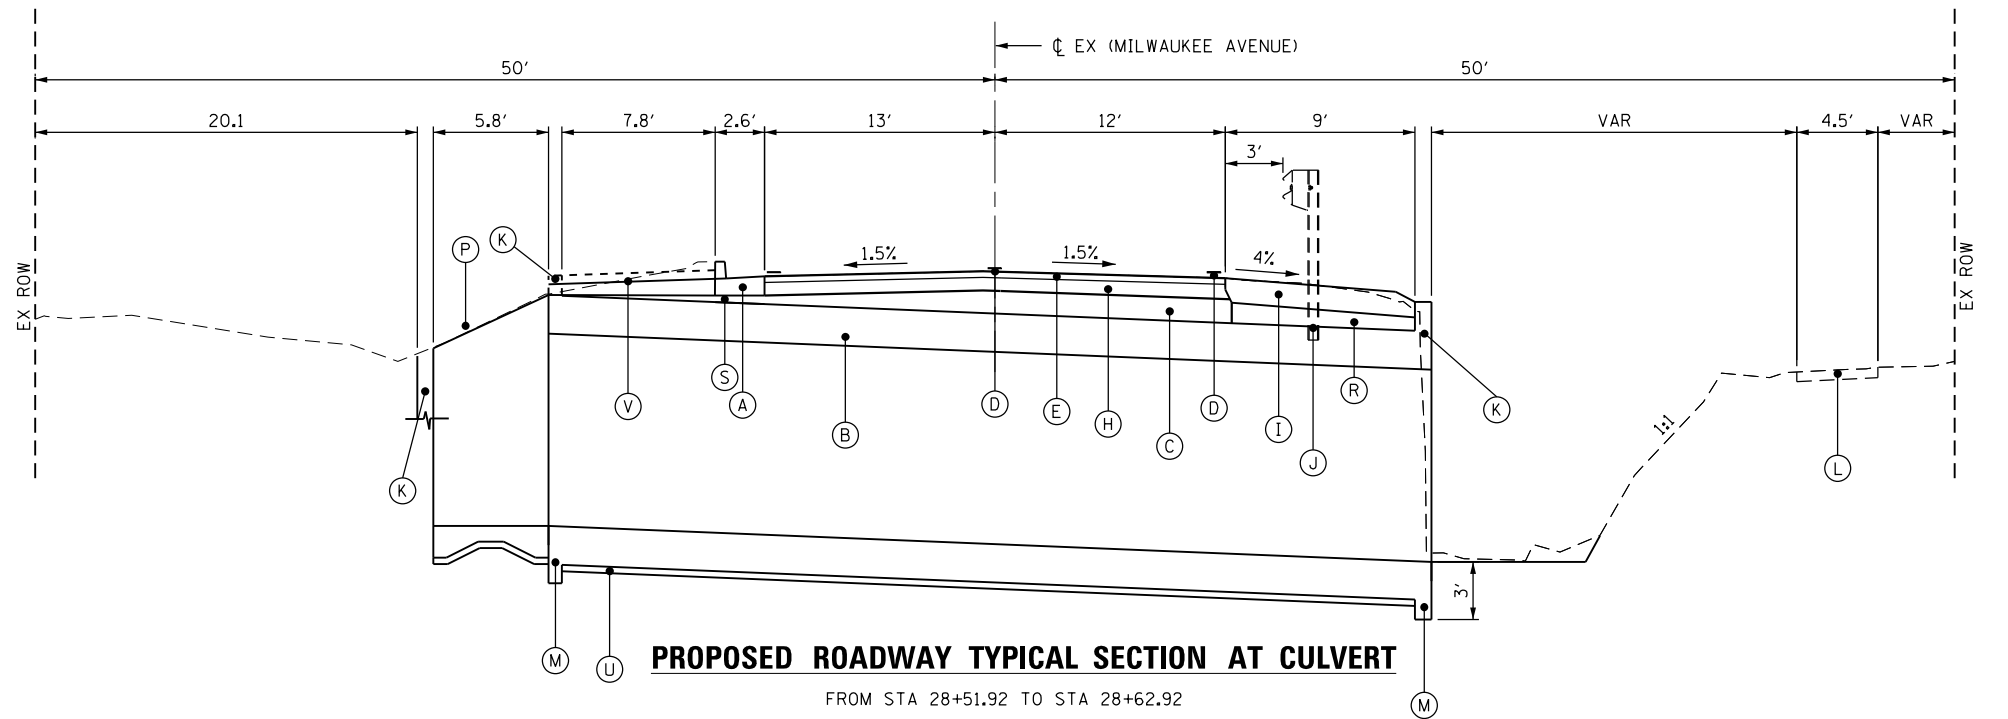 ℄ EX (MILWAUKEE AVENUE)
50' 50'
20.1 5.8' 7.8' 2.6' 13' 12' 9' VAR 4.5' VAR
3'
P K 1.5% 1.5% 4%
EX ROW EX ROW
S V A B D E H C D I J R K
1:1
K L
3'
M U M
PROPOSED ROADWAY TYPICAL SECTION AT CULVERT
FROM STA 28+51.92 TO STA 28+62.92